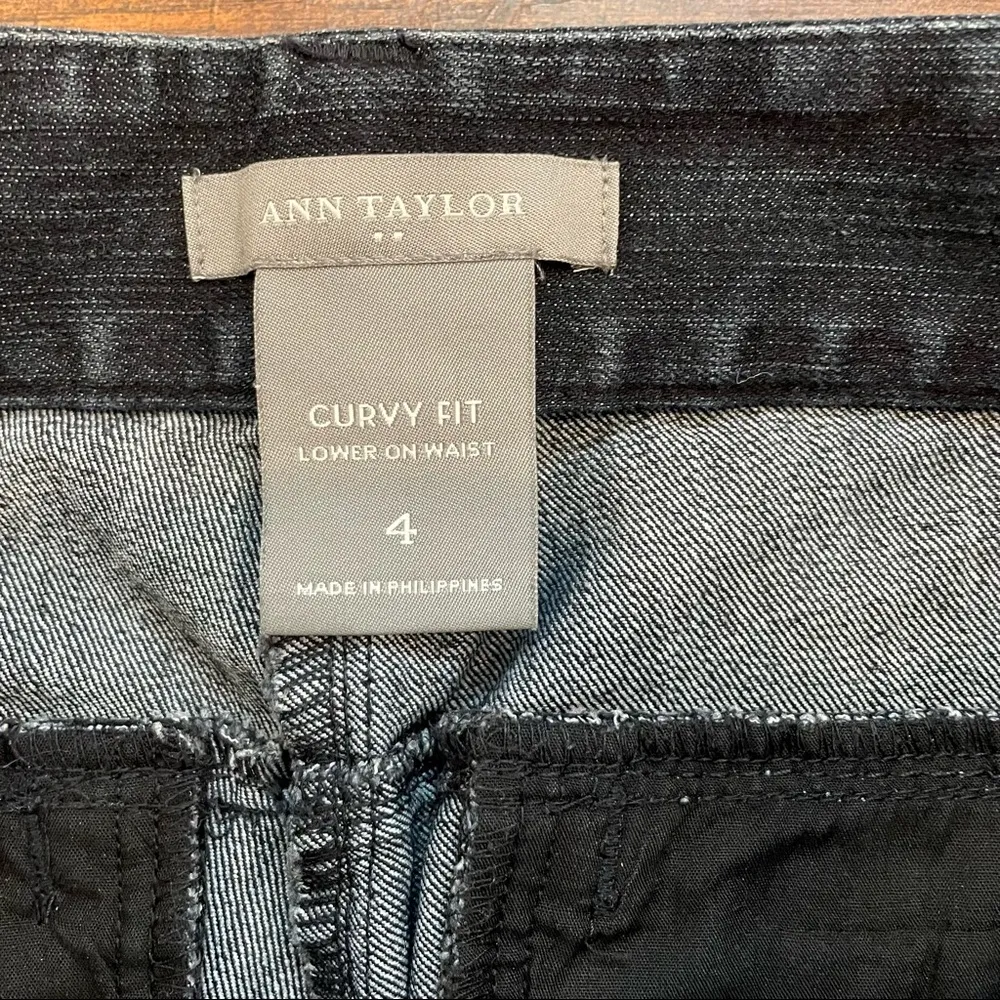 ANN TAYLOR
CURVY FIT
LOWER ON WAIST
4
MADE IN PHILIPPINES